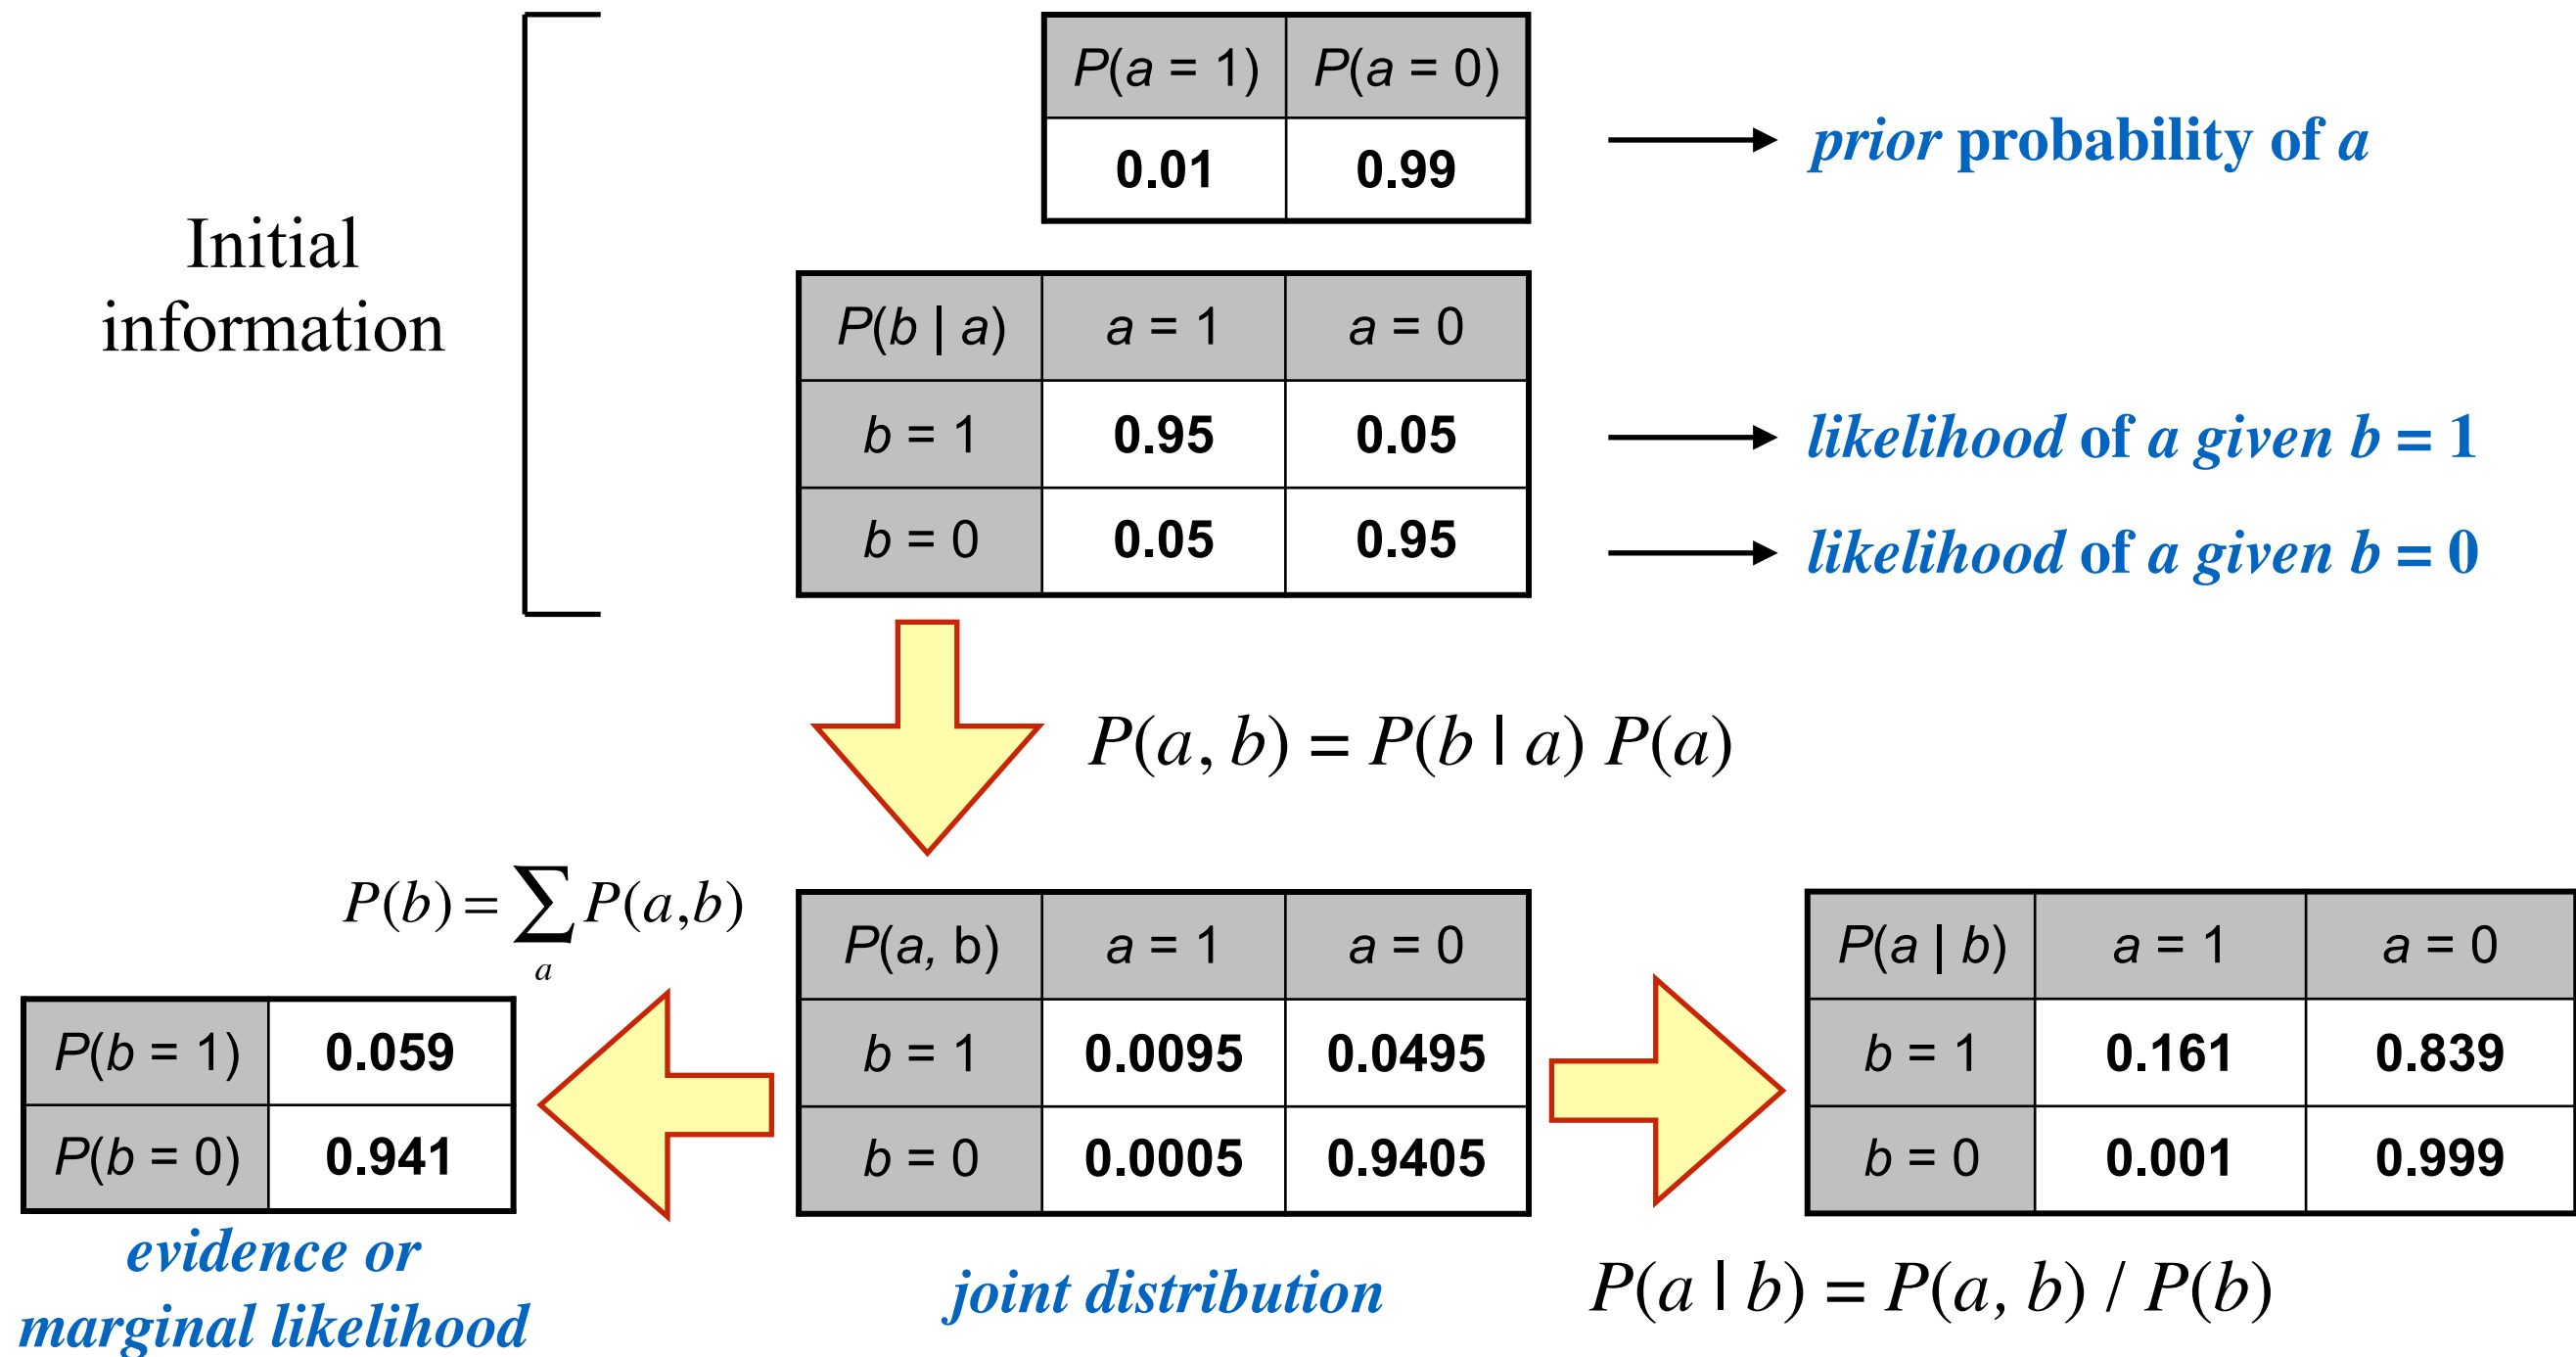 P(a = 1) P(a = 0)
0.01 0.99
prior probability of a
Initial
information
P(b | a) a = 1 a = 0
b = 1 0.95 0.05
likelihood of a given b = 1
b = 0 0.05 0.95
likelihood of a given b = 0
P(a, b) = P(b | a) P(a)
P(b) = ∑ P(a,b)
a
P(a, b) a = 1 a = 0
b = 1 0.0095 0.0495
b = 0 0.0005 0.9405
P(a | b) a = 1 a = 0
b = 1 0.161 0.839
b = 0 0.001 0.999
P(b = 1) 0.059
P(b = 0) 0.941
evidence or
marginal likelihood
joint distribution
P(a | b) = P(a, b) / P(b)